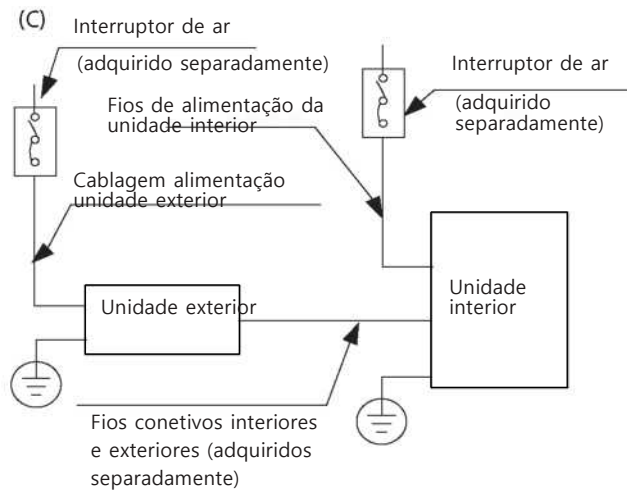 (C)
Interruptor de ar
(adquirido separadamente)
Interruptor de ar
(adquirido
separadamente)
Fios de alimentação da
unidade interior
Cablagem alimentação
unidade exterior
Unidade exterior
Unidade
interior
Fios conetivos interiores
e exteriores (adquiridos
separadamente)